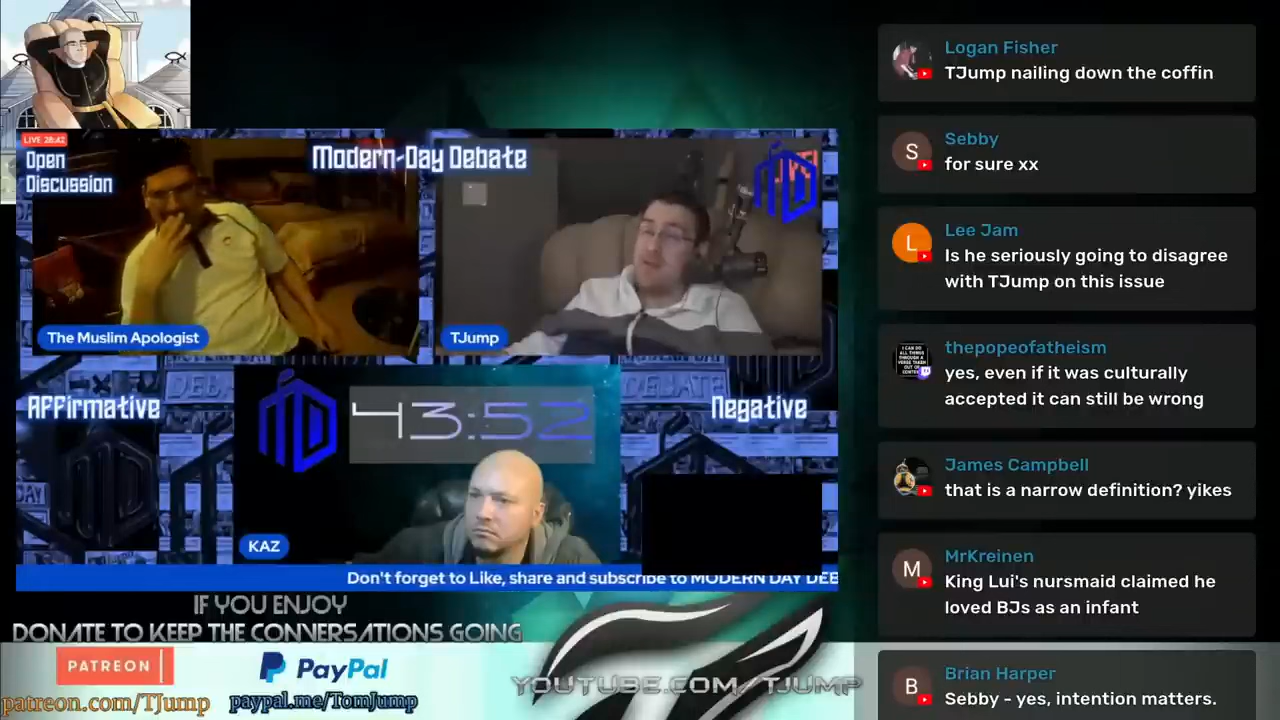 LIVE 28:42
Open
Discussion
Modern-Day Debate
The Muslim Apologist
TJump
Affirmative
Negative
43:52
KAZ
Don't forget to Like, share and subscribe to MODERN DAY DEB
IF YOU ENJOY
DONATE TO KEEP THE CONVERSATIONS GOING
PATREON
PayPal
patreon.com/TJump
paypal.me/TomJump
YOUTUBE.COM/TJUMP
Logan Fisher
TJump nailing down the coffin
S
Sebby
for sure xx
L
Lee Jam
Is he seriously going to disagree
with TJump on this issue
thepopeofatheism
yes, even if it was culturally
accepted it can still be wrong
James Campbell
that is a narrow definition? yikes
M
MrKreinen
King Lui's nursmaid claimed he
loved BJs as an infant
B
Brian Harper
Sebby - yes, intention matters.